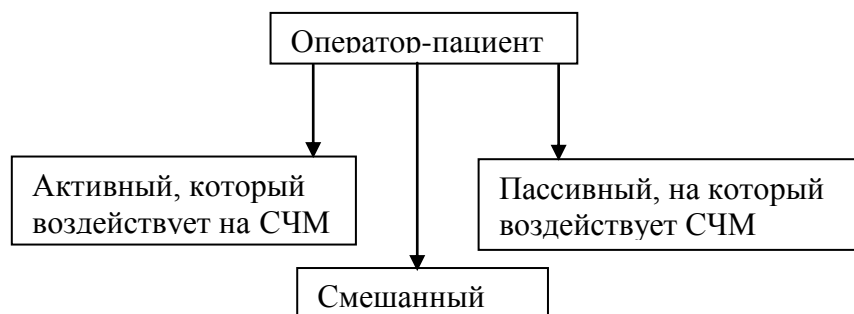 Оператор-пациент
Активный, который
воздействует на СЧМ
Пассивный, на который
воздействует СЧМ
Смешанный